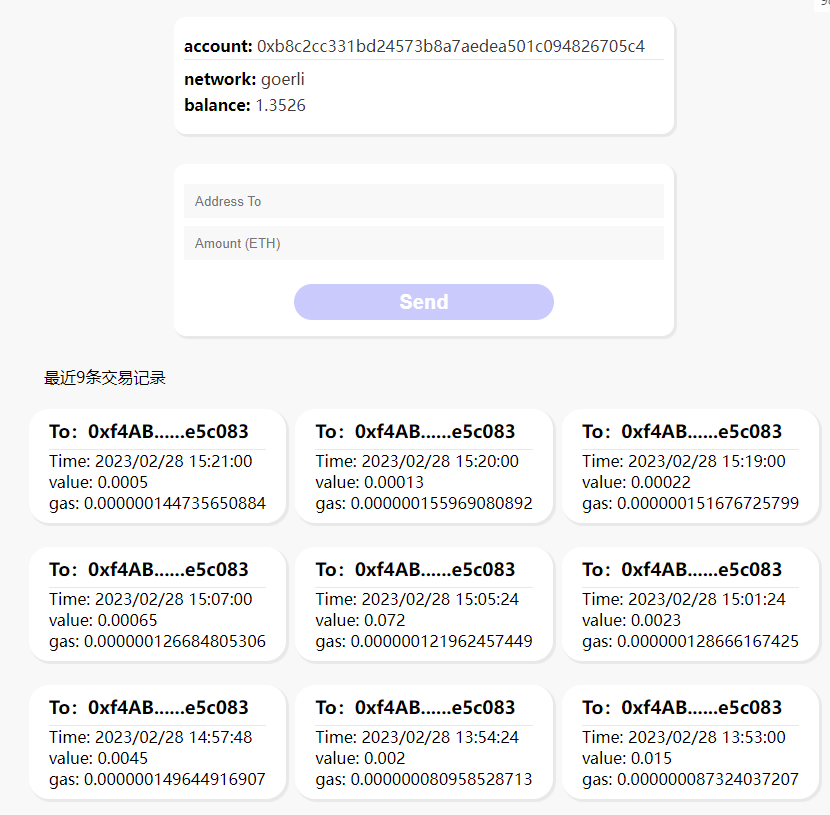 account: 0xb8c2cc331bd24573b8a7aedea501c094826705c4
network: goerli
balance: 1.3526
Address To
Amount (ETH)
Send
最近9条交易记录
To：0xf4AB......e5c083
Time: 2023/02/28 15:21:00
value: 0.0005
gas: 0.000000144735650884
To：0xf4AB......e5c083
Time: 2023/02/28 15:20:00
value: 0.00013
gas: 0.000000155969080892
To：0xf4AB......e5c083
Time: 2023/02/28 15:19:00
value: 0.00022
gas: 0.000000151676725799
To：0xf4AB......e5c083
Time: 2023/02/28 15:07:00
value: 0.00065
gas: 0.000000126684805306
To：0xf4AB......e5c083
Time: 2023/02/28 15:05:24
value: 0.072
gas: 0.000000121962457449
To：0xf4AB......e5c083
Time: 2023/02/28 15:01:24
value: 0.0023
gas: 0.000000128666167425
To：0xf4AB......e5c083
Time: 2023/02/28 14:57:48
value: 0.0045
gas: 0.000000149644916907
To：0xf4AB......e5c083
Time: 2023/02/28 13:54:24
value: 0.002
gas: 0.000000080958528713
To：0xf4AB......e5c083
Time: 2023/02/28 13:53:00
value: 0.015
gas: 0.000000087324037207